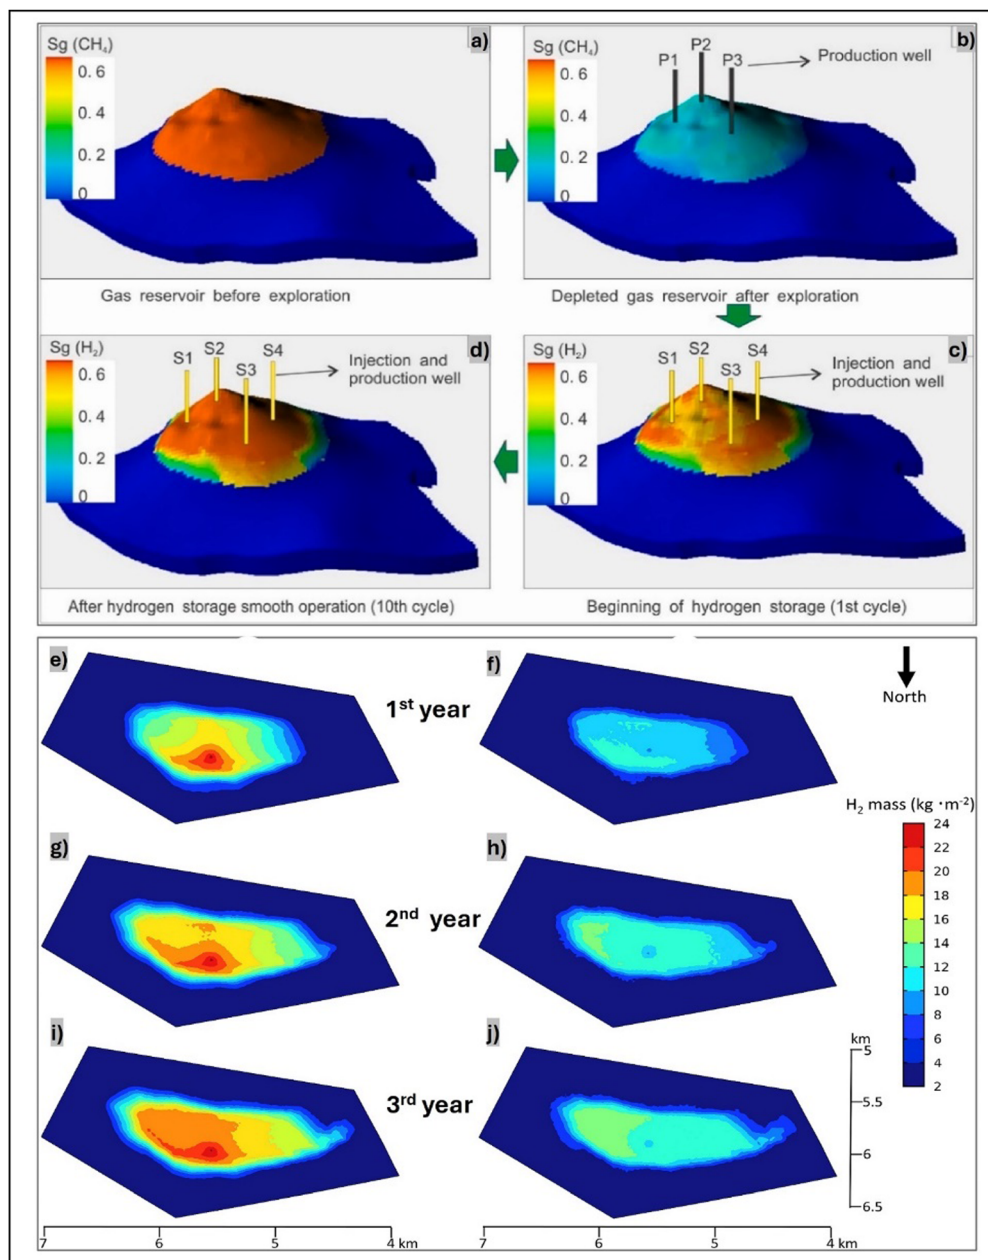 Sg (CH₄)
a)
0.6
0.4
0.2
0
Gas reservoir before exploration
Sg (CH₄)
b)
P1
P2
P3
Production well
0.6
0.4
0.2
0
Depleted gas reservoir after exploration
Sg (H₂)
d)
S1
S2
S3
S4
Injection and
production well
0.6
0.4
0.2
0
After hydrogen storage smooth operation (10th cycle)
Sg (H₂)
c)
S1
S2
S3
S4
Injection and
production well
0.6
0.4
0.2
0
Beginning of hydrogen storage (1st cycle)
e)
1st year
f)
North
g)
2nd year
h)
H₂ mass (kg ·m⁻²)
24
22
20
18
16
14
12
10
8
6
4
2
i)
3rd year
j)
km
5
5.5
6
6.5
7
6
5
4 km
7
6
5
4 km